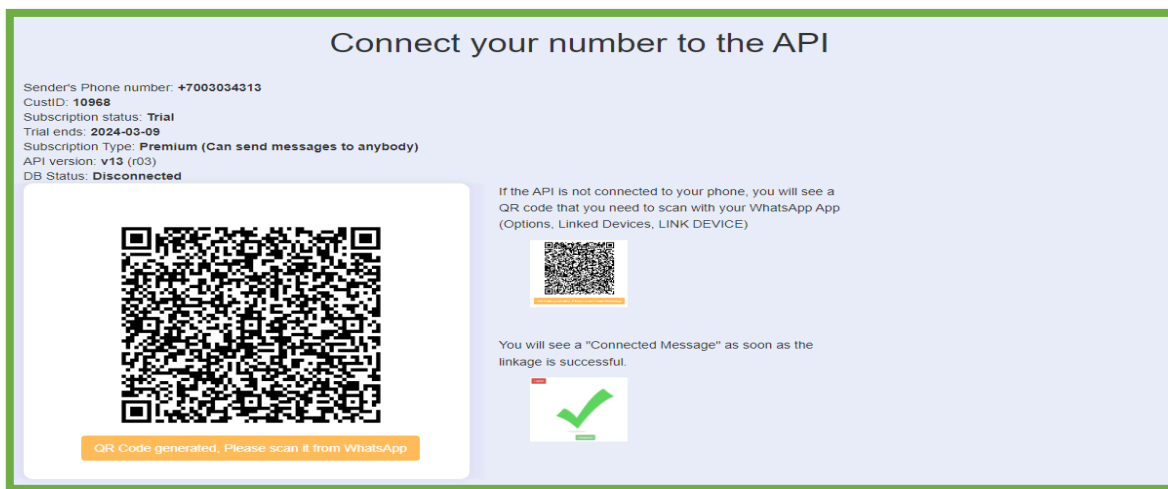 Connect your number to the API
Sender's Phone number: +7003034313
CustID: 10968
Subscription status: Trial
Trial ends: 2024-03-09
Subscription Type: Premium (Can send messages to anybody)
API version: v13 (r03)
DB Status: Disconnected
QR Code generated, Please scan it from WhatsApp
If the API is not connected to your phone, you will see a
QR code that you need to scan with your WhatsApp App
(Options, Linked Devices, LINK DEVICE)
You will see a "Connected Message" as soon as the
linkage is successful.